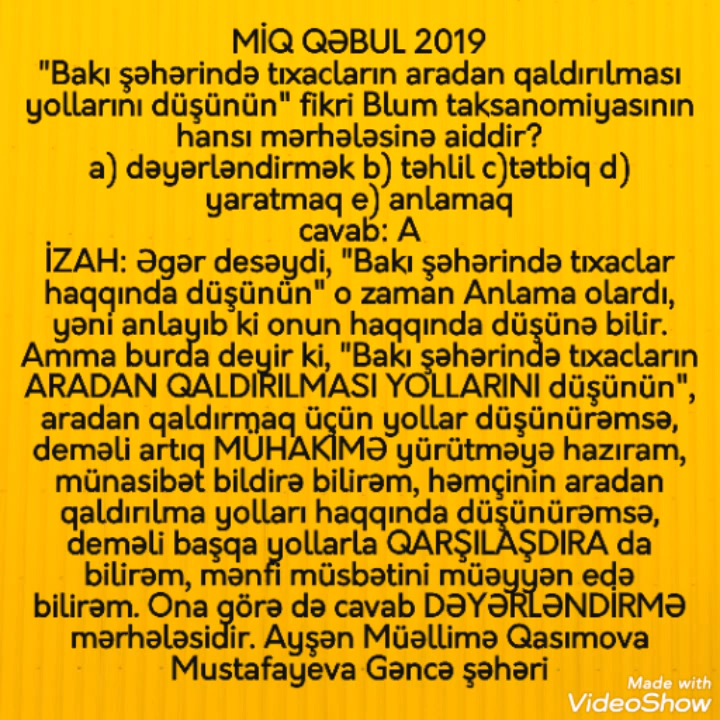 MİQ QƏBUL 2019
"Bakı şəhərində tıxacların aradan qaldırılması
yollarını düşünün" fikri Blum taksanomiyasının
hansı mərhələsinə aiddir?
a) dəyərləndirmək b) təhlil c)tətbiq d)
yaratmaq e) anlamaq
cavab: A
İZAH: Əgər desəydi, "Bakı şəhərində tıxaclar
haqqında düşünün" o zaman Anlama olardı,
yəni anlayıb ki onun haqqında düşünə bilir.
Amma burda deyir ki, "Bakı şəhərində tıxacların
ARADAN QALDIRILMASI YOLLARINI düşünün",
aradan qaldırmaq üçün yollar düşünürəmsə,
deməli artıq MÜHAKİMƏ yürütməyə hazıram,
münasibət bildirə bilirəm, həmçinin aradan
qaldırılma yolları haqqında düşünürəmsə,
deməli başqa yollarla QARŞILAŞDIRA da
bilirəm, mənfi müsbətini müəyyən edə
bilirəm. Ona görə də cavab DƏYƏRLƏNDİRMƏ
mərhələsidir. Ayşən Müəllimə Qasımova
Mustafayeva Gəncə şəhəri
Made with
VideoShow